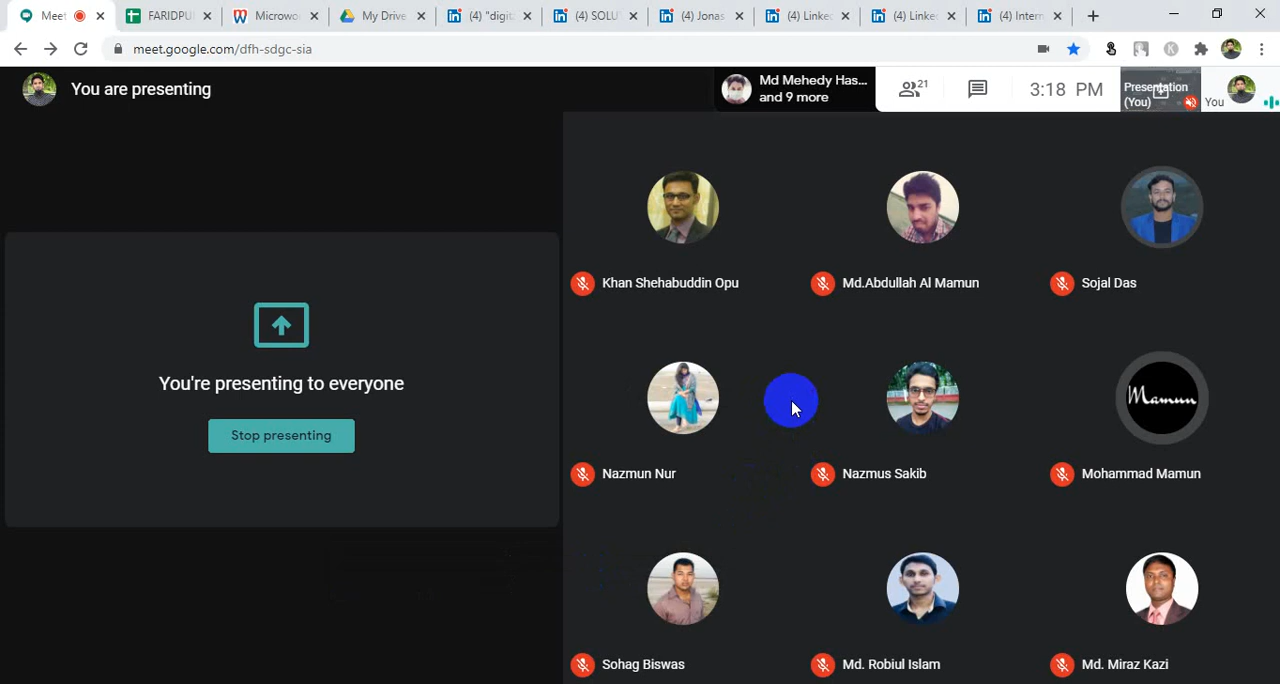 Meet
FARIDPU
Microwo
My Drive
(4) "digit
(4) SOLU
(4) Jonas
(4) Linke
(4) Linke
(4) Inter
meet.google.com/dfh-sdgc-sia
You are presenting
Md Mehedy Has...
and 9 more
21
3:18 PM
Presentation
(You)
You
You're presenting to everyone
Stop presenting
Khan Shehabuddin Opu
Md.Abdullah Al Mamun
Sojal Das
Mamun
Nazmun Nur
Nazmus Sakib
Mohammad Mamun
Sohag Biswas
Md. Robiul Islam
Md. Miraz Kazi